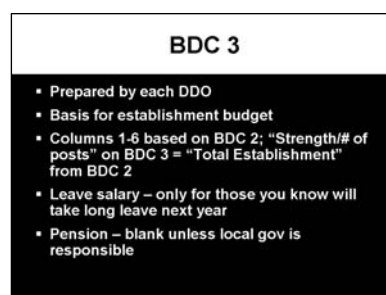 BDC 3
▪ Prepared by each DDO
▪ Basis for establishment budget
▪ Columns 1-6 based on BDC 2; “Strength/# of
posts” on BDC 3 = “Total Establishment”
from BDC 2
▪ Leave salary – only for those you know will
take long leave next year
▪ Pension – blank unless local gov is
responsible